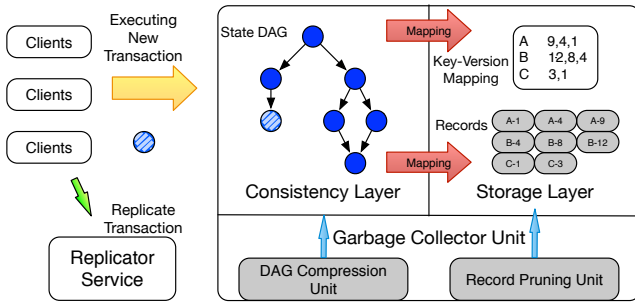 Clients
Clients
Clients
Executing
New
Transaction
Replicate
Transaction
Replicator
Service
State DAG
Mapping
A 9,4,1
B 12,8,4
C 3,1
Key-Version
Mapping
Records
A-1 A-4 A-9
B-4 B-8 B-12
C-1 C-3
Mapping
Consistency Layer
Storage Layer
Garbage Collector Unit
DAG Compression
Unit
Record Pruning Unit